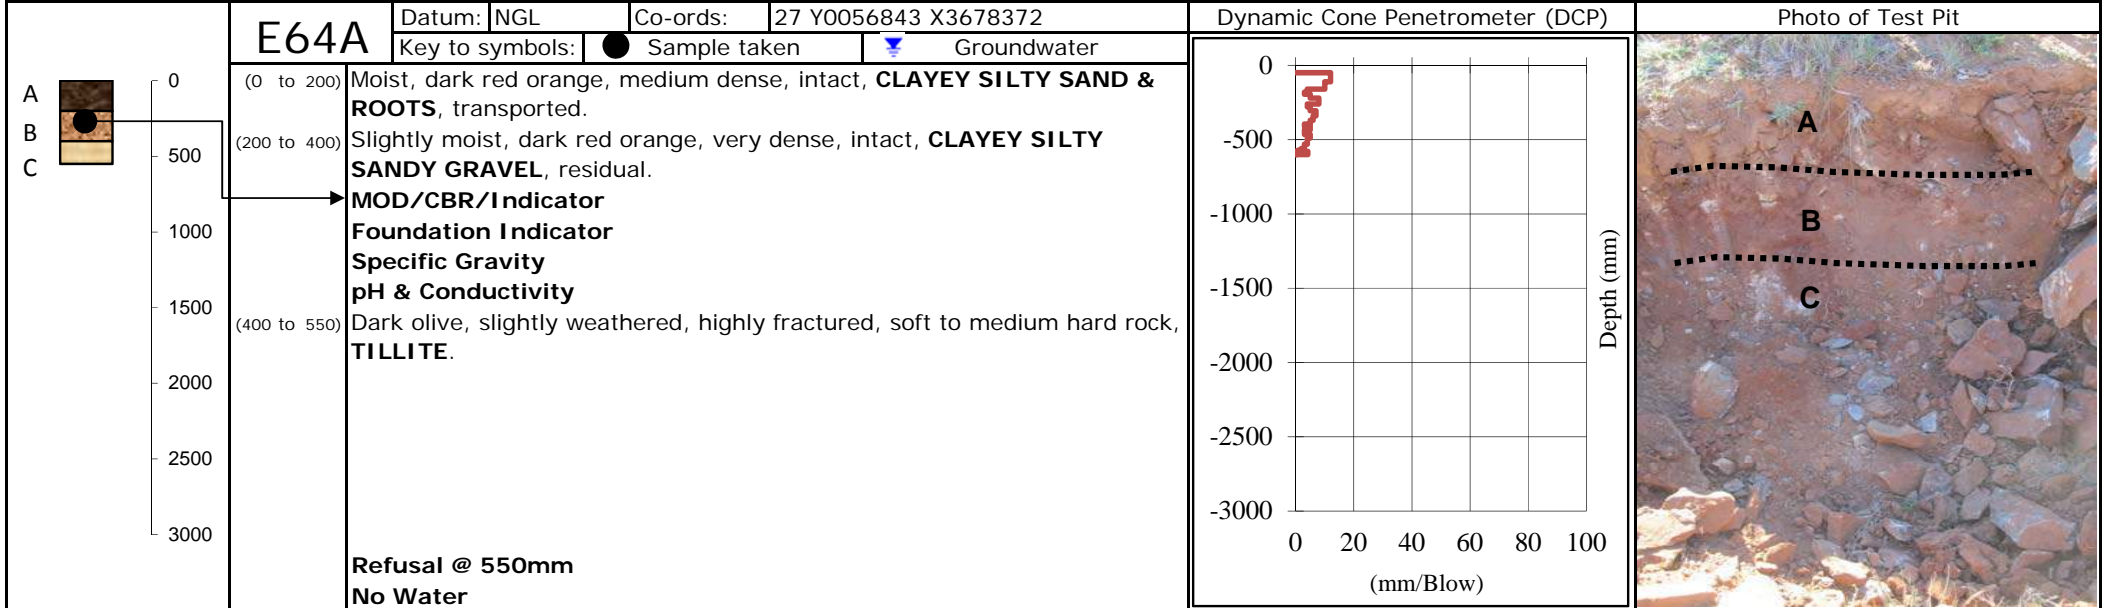 E64A
Datum: NGL Co-ords: 27 Y0056843 X3678372
Key to symbols: Sample taken Groundwater
A
B
C
0
500
1000
1500
2000
2500
3000
(0 to 200) Moist, dark red orange, medium dense, intact, CLAYEY SILTY SAND &
ROOTS, transported.
(200 to 400) Slightly moist, dark red orange, very dense, intact, CLAYEY SILTY
SANDY GRAVEL, residual.
MOD/CBR/Indicator
Foundation Indicator
Specific Gravity
pH & Conductivity
(400 to 550) Dark olive, slightly weathered, highly fractured, soft to medium hard rock,
TILLITE.
Refusal @ 550mm
No Water
Dynamic Cone Penetrometer (DCP)
0
-500
-1000
-1500
-2000
-2500
-3000
0 20 40 60 80 100
(mm/Blow)
Depth (mm)
Photo of Test Pit
A
B
C